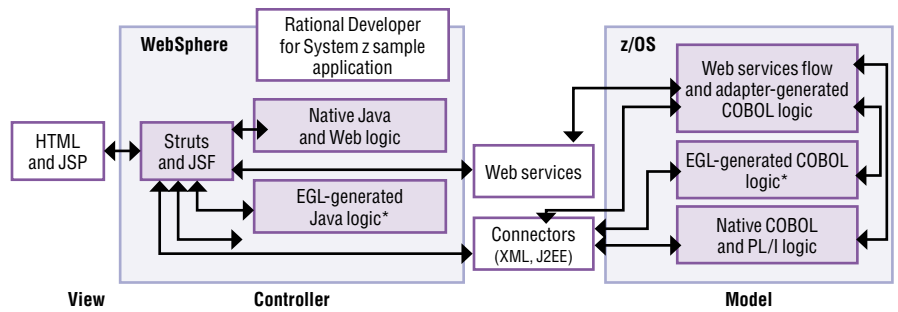 WebSphere
Rational Developer
for System z sample
application
z/OS
HTML
and JSP
Struts
and JSF
Native Java
and Web logic
EGL-generated
Java logic*
Web services
Connectors
(XML, J2EE)
Web services flow
and adapter-generated
COBOL logic
EGL-generated COBOL
logic*
Native COBOL
and PL/I logic
View
Controller
Model